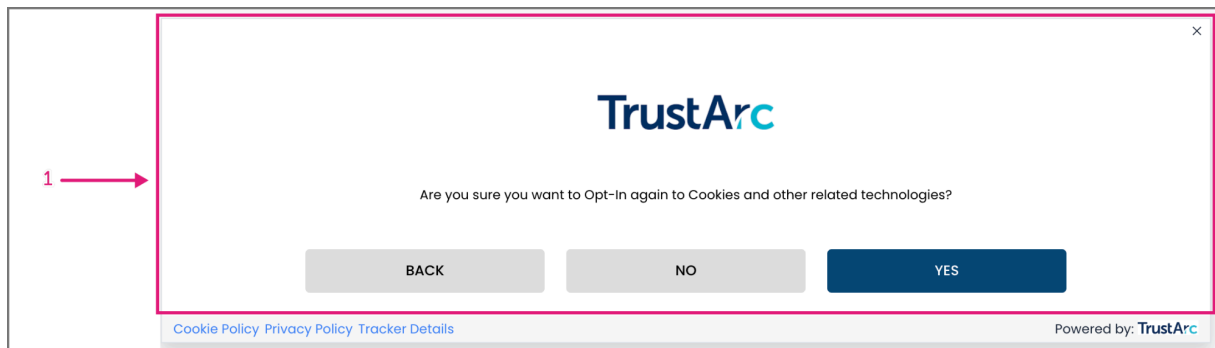 ×
TrustArc
1
Are you sure you want to Opt-In again to Cookies and other related technologies?
BACK NO YES
Cookie Policy Privacy Policy Tracker Details Powered by: TrustArc